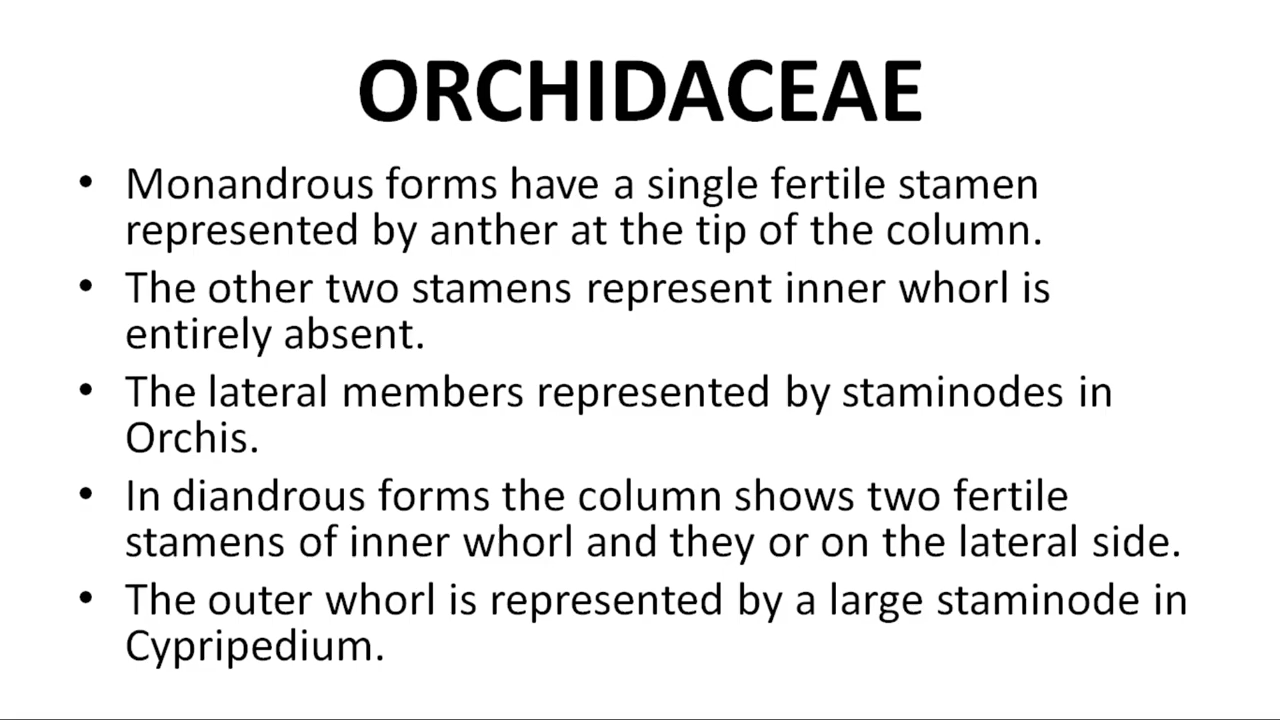 ORCHIDACEAE
• Monandrous forms have a single fertile stamen
represented by anther at the tip of the column.
• The other two stamens represent inner whorl is
entirely absent.
• The lateral members represented by staminodes in
Orchis.
• In diandrous forms the column shows two fertile
stamens of inner whorl and they or on the lateral side.
• The outer whorl is represented by a large staminode in
Cypripedium.